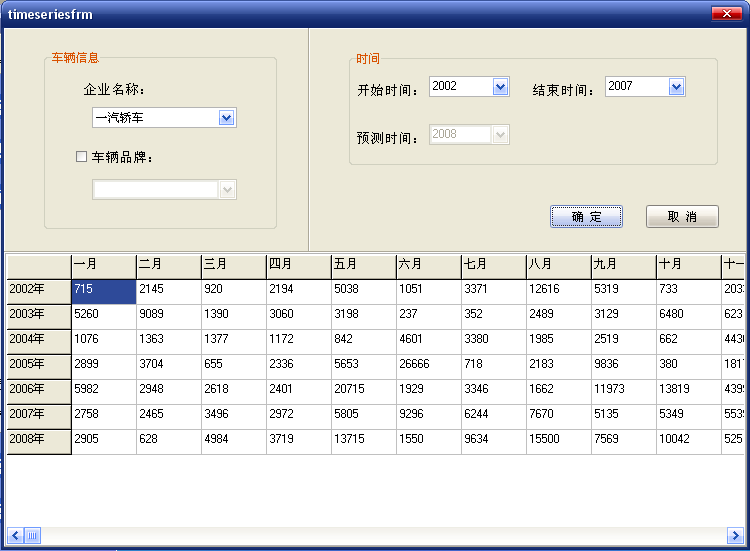 timeseriesfrm
车辆信息
企业名称:
一汽轿车
车辆品牌:
时间
开始时间: 2002 结束时间: 2007
预测时间: 2008
确 定 取 消
一月 二月 三月 四月 五月 六月 七月 八月 九月 十月 十一
2002年 715 2145 920 2194 5038 1051 3371 12616 5319 733
2003年 5260 9089 1390 3060 3198 237 352 2489 3129 6480 623
2004年 1076 1363 1377 1172 842 4601 3380 1985 2519 662
2005年 2899 3704 655 2336 5653 26666 718 2183 9836 380
2006年 5982 2948 2618 2401 20715 1929 3346 1662 11973 13819
2007年 2758 2465 3496 2972 5805 9296 6244 7670 5135 5349
2008年 2905 628 4984 3719 13715 1550 9634 15500 7569 10042 525